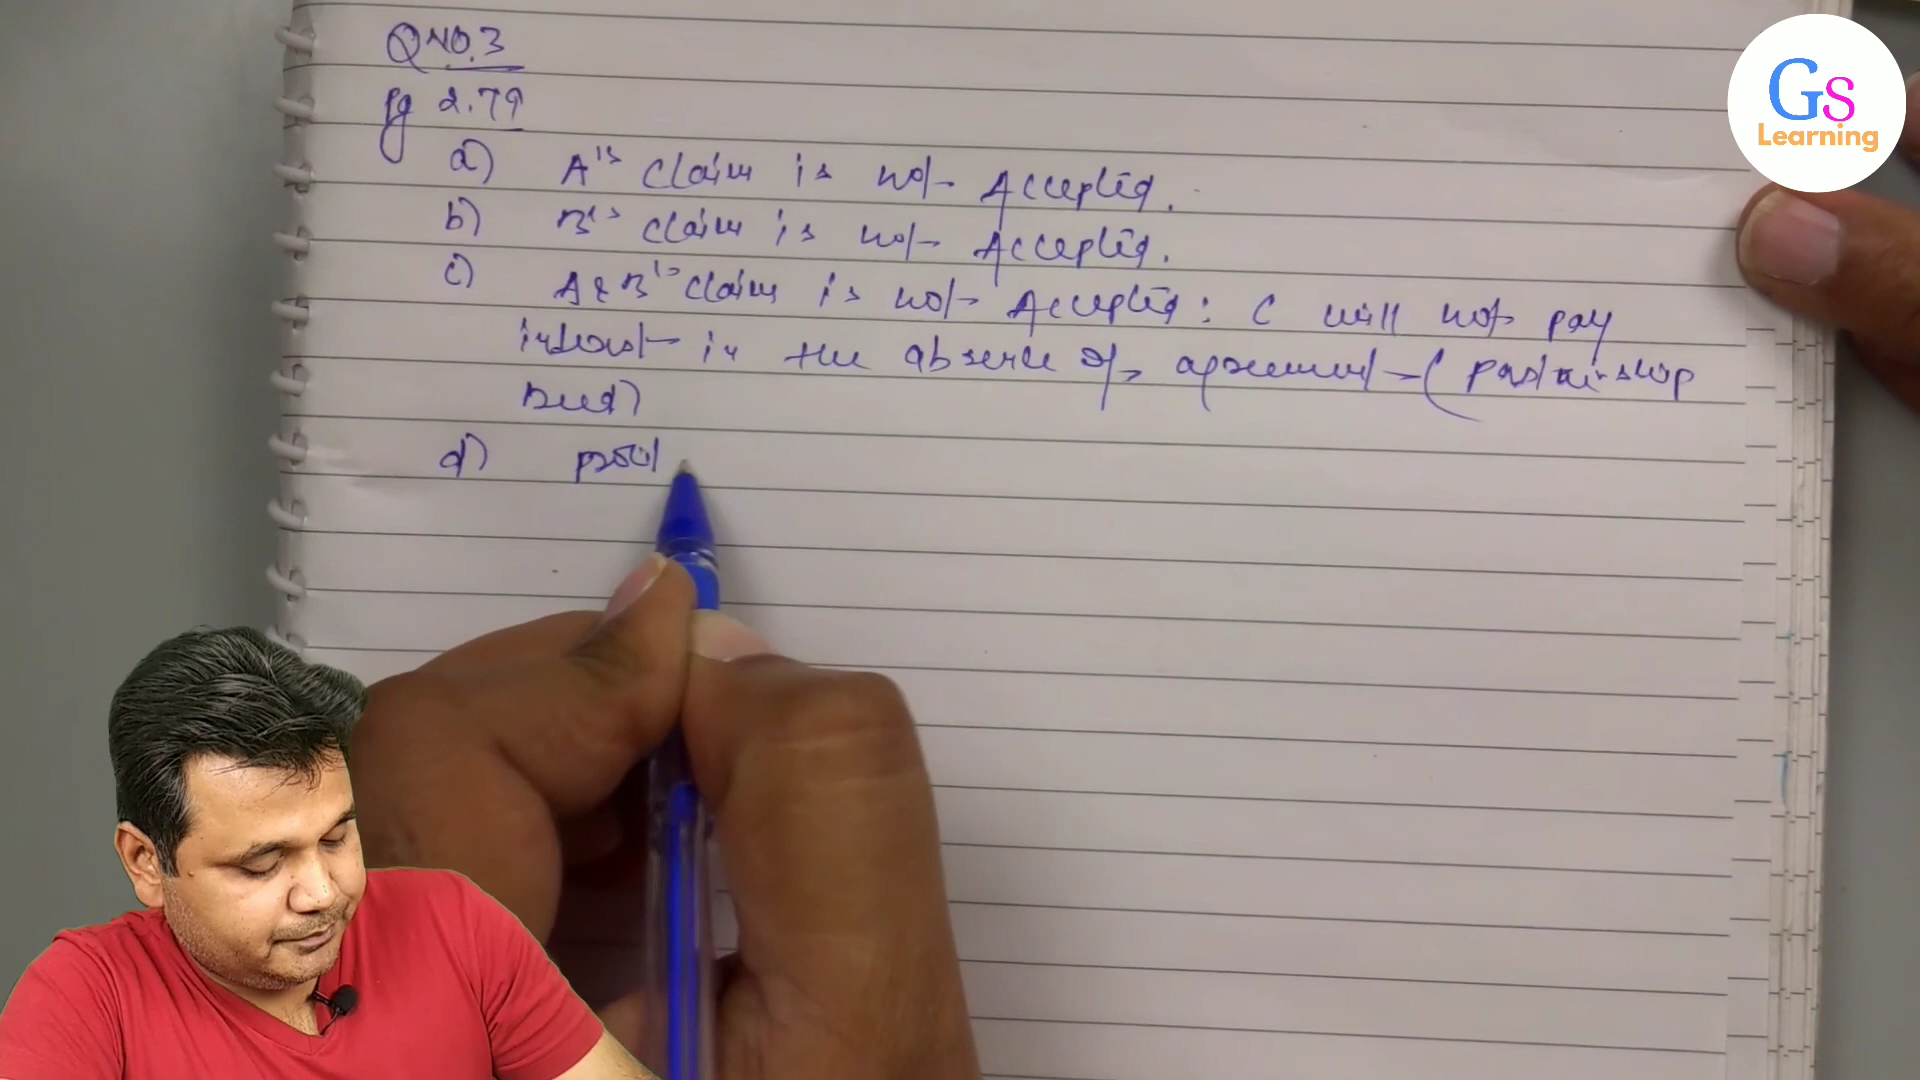 Q NO.3
Pg 2.79
a) A's Claim is not Accepted.
b) B's Claim is not Accepted.
c) A & B's Claim is not Accepted: C will not pay
interest in the absence of agreement (partnership
Deed)
d)
Gs
Learning